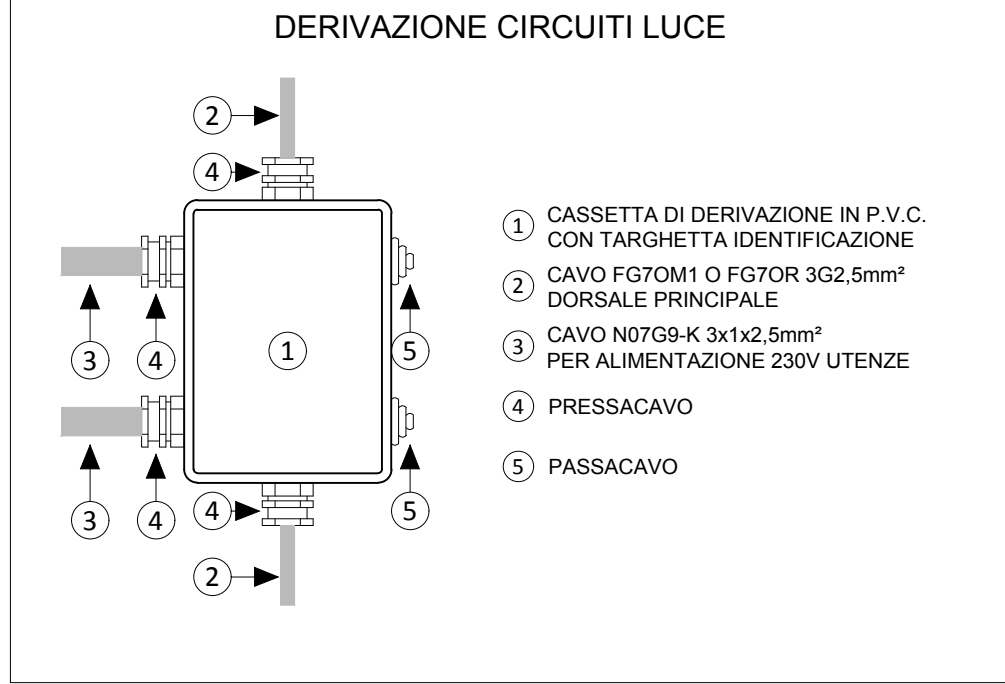 DERIVAZIONE CIRCUITI LUCE
2
4
1 CASSETTA DI DERIVAZIONE IN P.V.C.
CON TARGHETTA IDENTIFICAZIONE
2 CAVO FG7OM1 O FG7OR 3G2,5mm²
DORSALE PRINCIPALE
3 CAVO N07G9-K 3x1x2,5mm²
PER ALIMENTAZIONE 230V UTENZE
4 PRESSACAVO
5 PASSACAVO
3 4 1 5
3 4 4 5
2